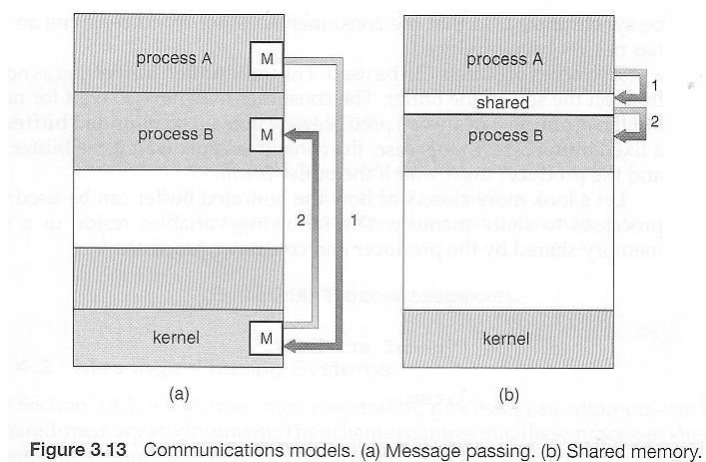 process A
M
process B
M
2
1
kernel
M
(a)
process A
1
shared
2
process B
kernel
(b)
Figure 3.13 Communications models. (a) Message passing. (b) Shared memory.